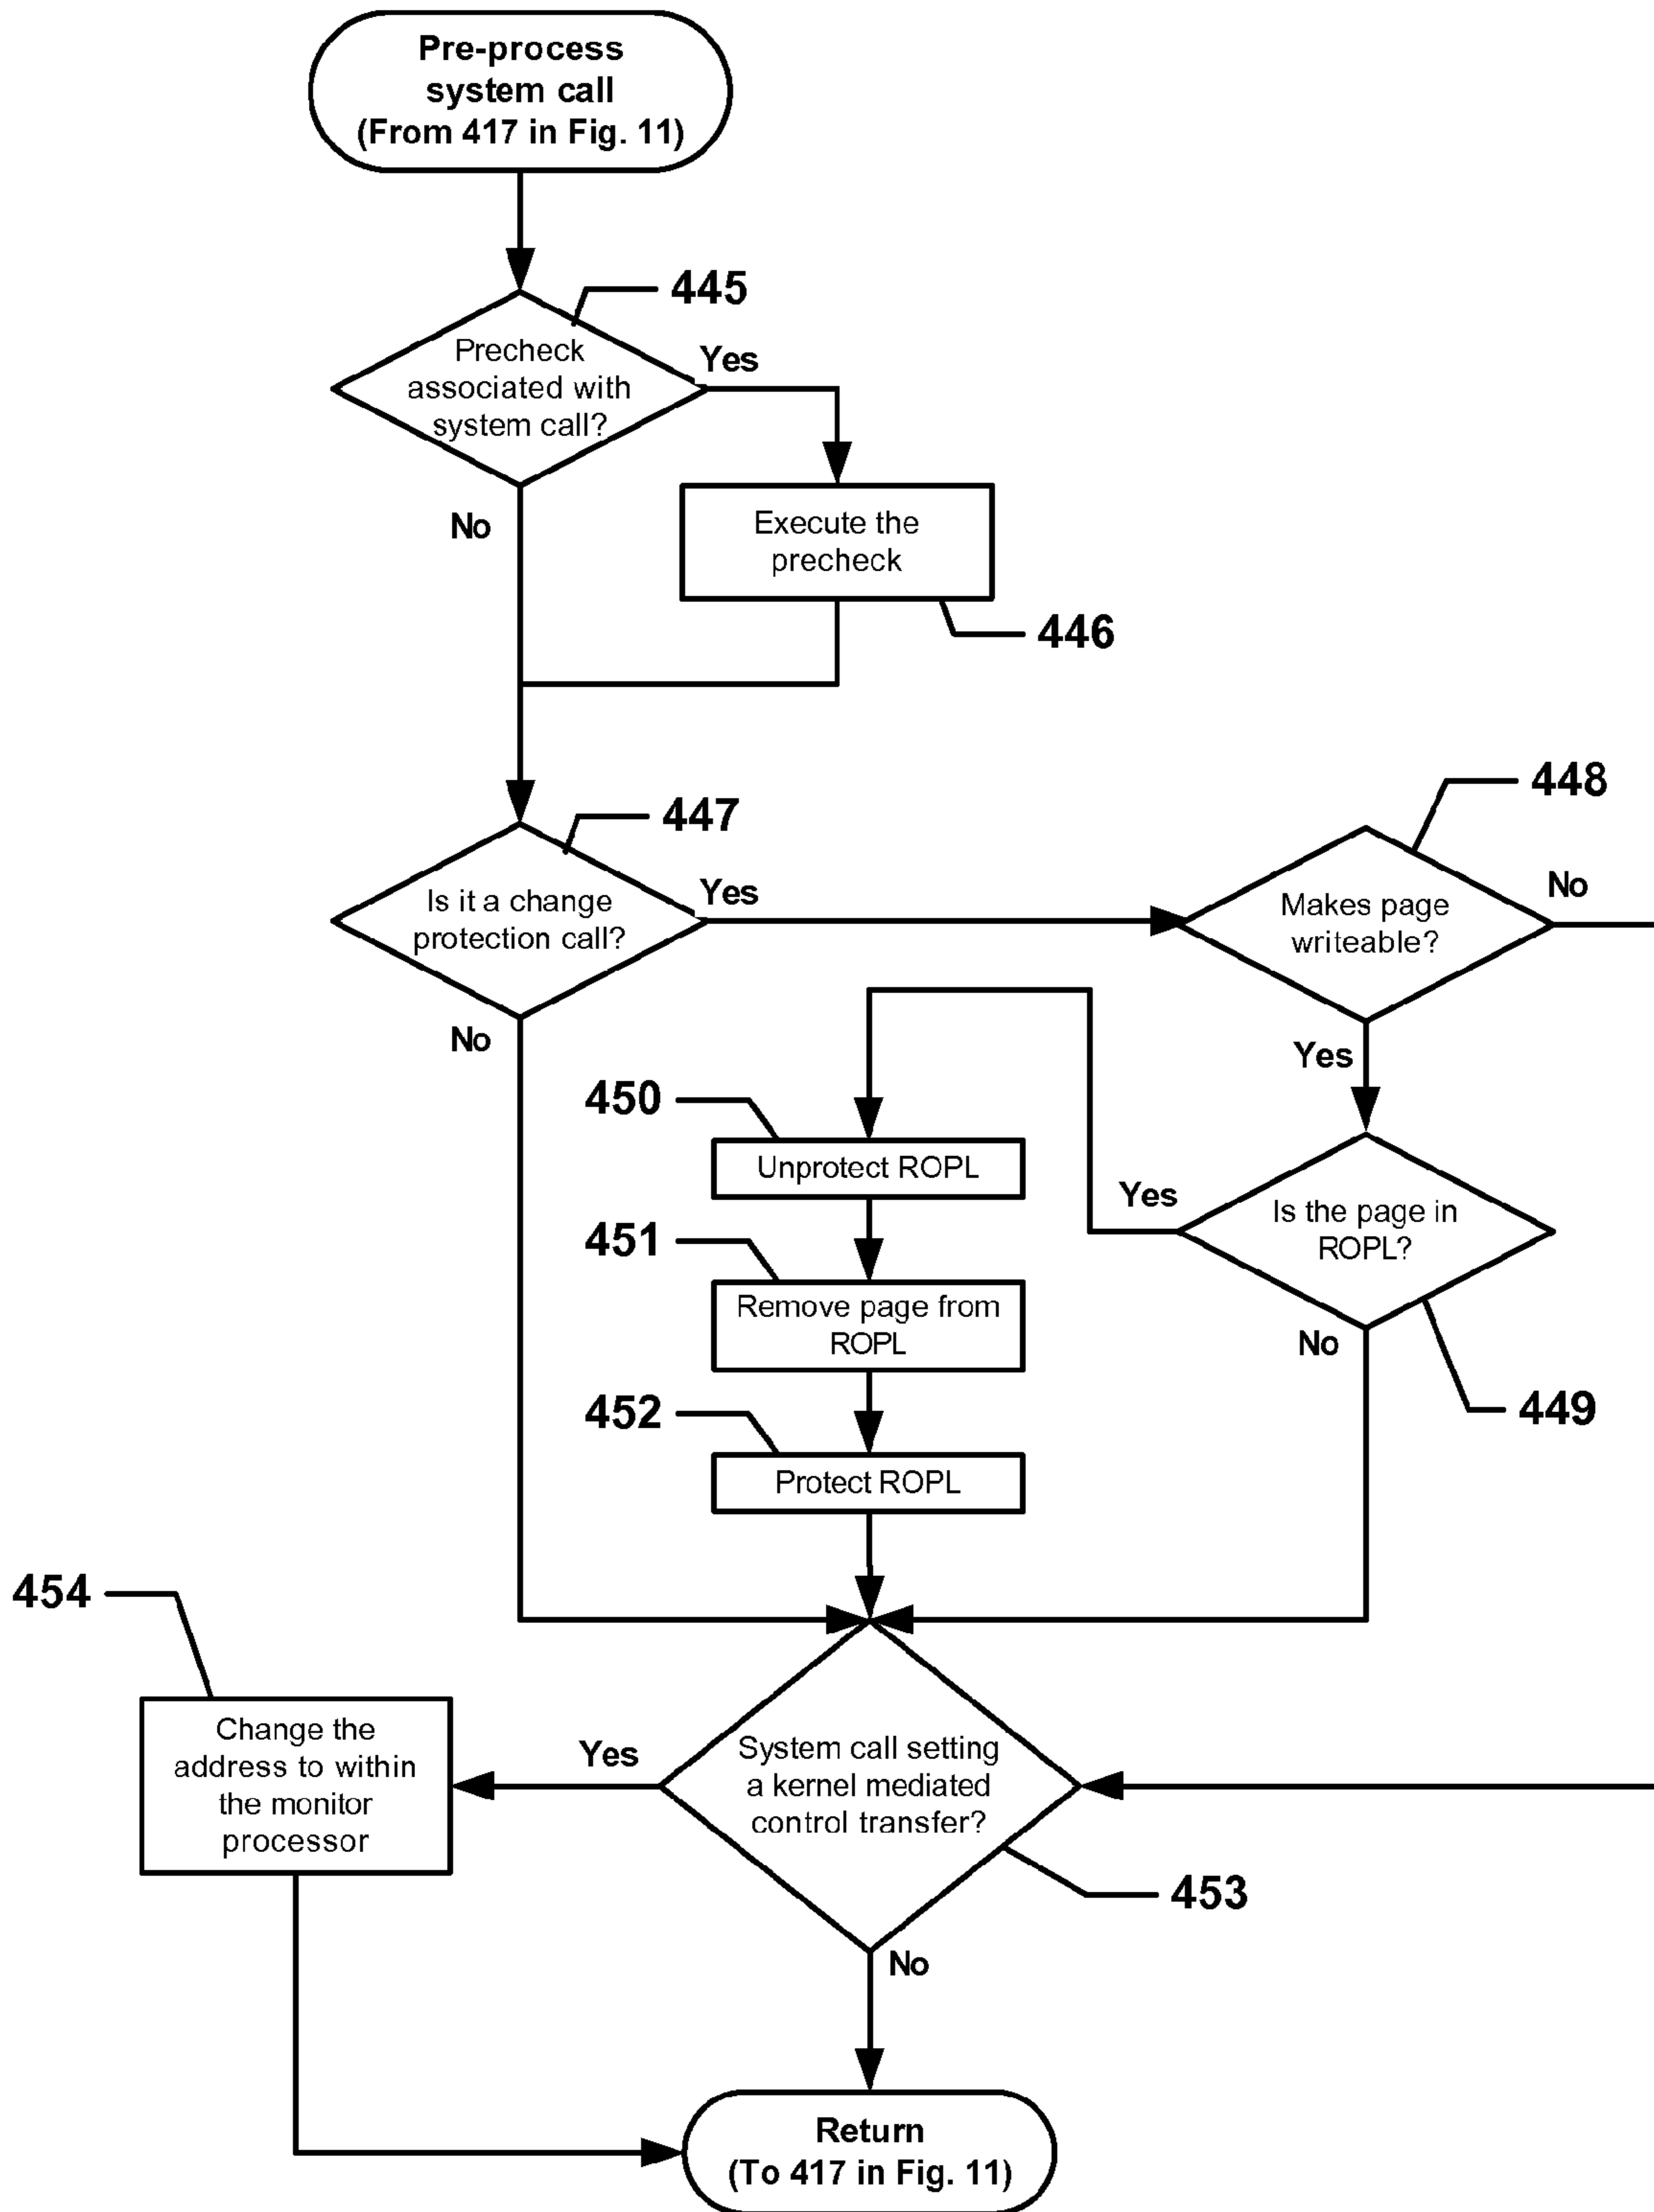 Pre-process
system call
(From 417 in Fig. 11)
445
Precheck
associated with
system call?
Yes
No
Execute the
precheck
446
447
Is it a change
protection call?
Yes
No
448
Makes page
writeable?
No
Yes
450
Unprotect ROPL
Yes
Is the page in
ROPL?
No
449
451
Remove page from
ROPL
452
Protect ROPL
454
Change the
address to within
the monitor
processor
Yes
System call setting
a kernel mediated
control transfer?
453
No
Return
(To 417 in Fig. 11)